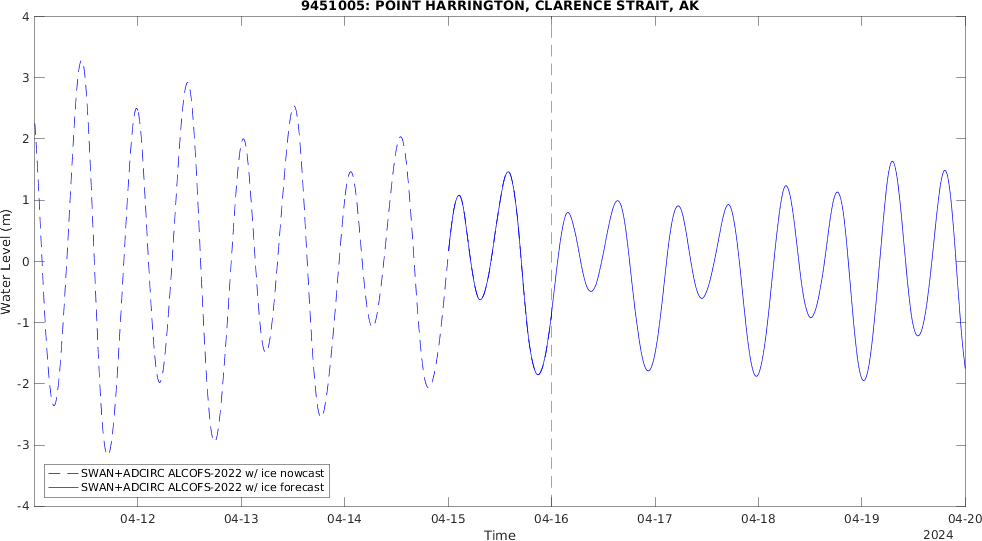 9451005: POINT HARRINGTON, CLARENCE STRAIT, AK
4
3
2
1
0
-1
-2
-3
-4
Water Level (m)
SWAN+ADCIRC ALCOFS-2022 w/ ice nowcast
SWAN+ADCIRC ALCOFS-2022 w/ ice forecast
04-12 04-13 04-14 04-15 04-16 04-17 04-18 04-19 04-20
Time
2024